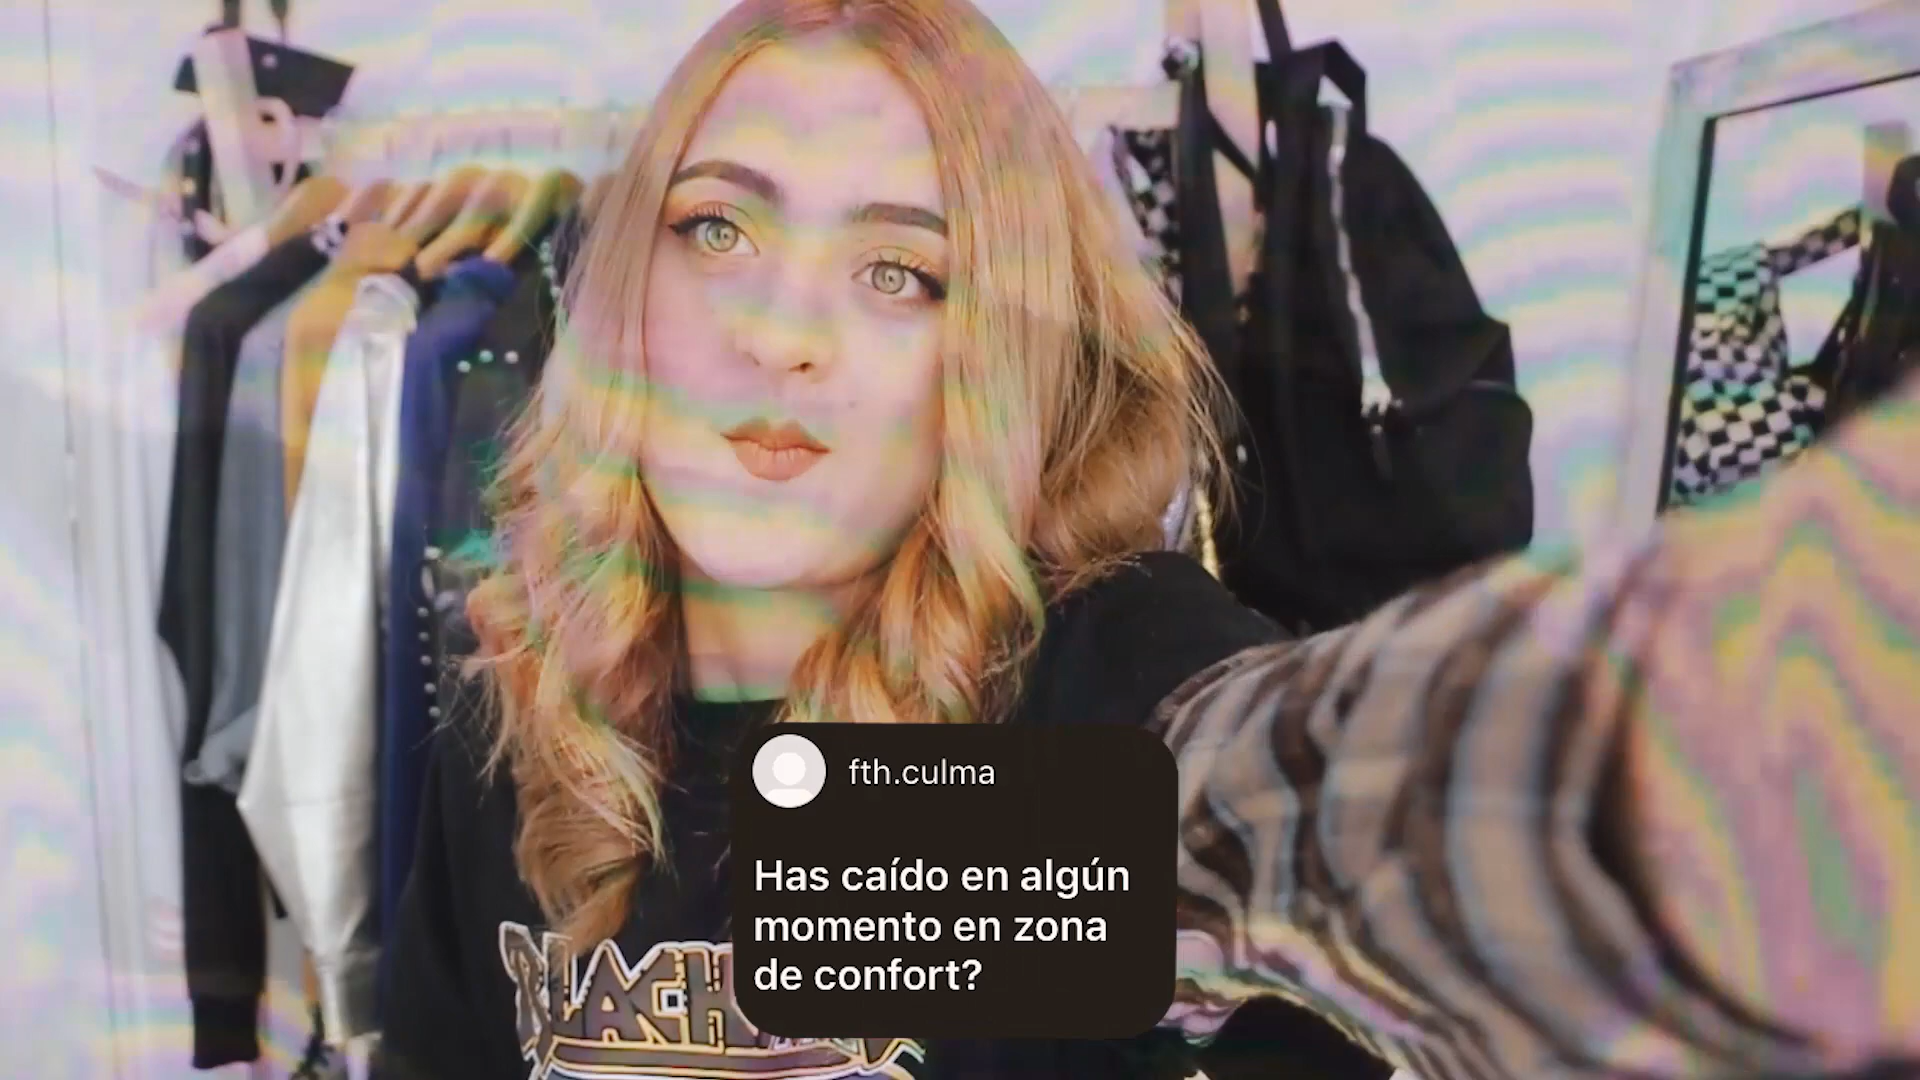 fth.culma
Has caído en algún
momento en zona
de confort?